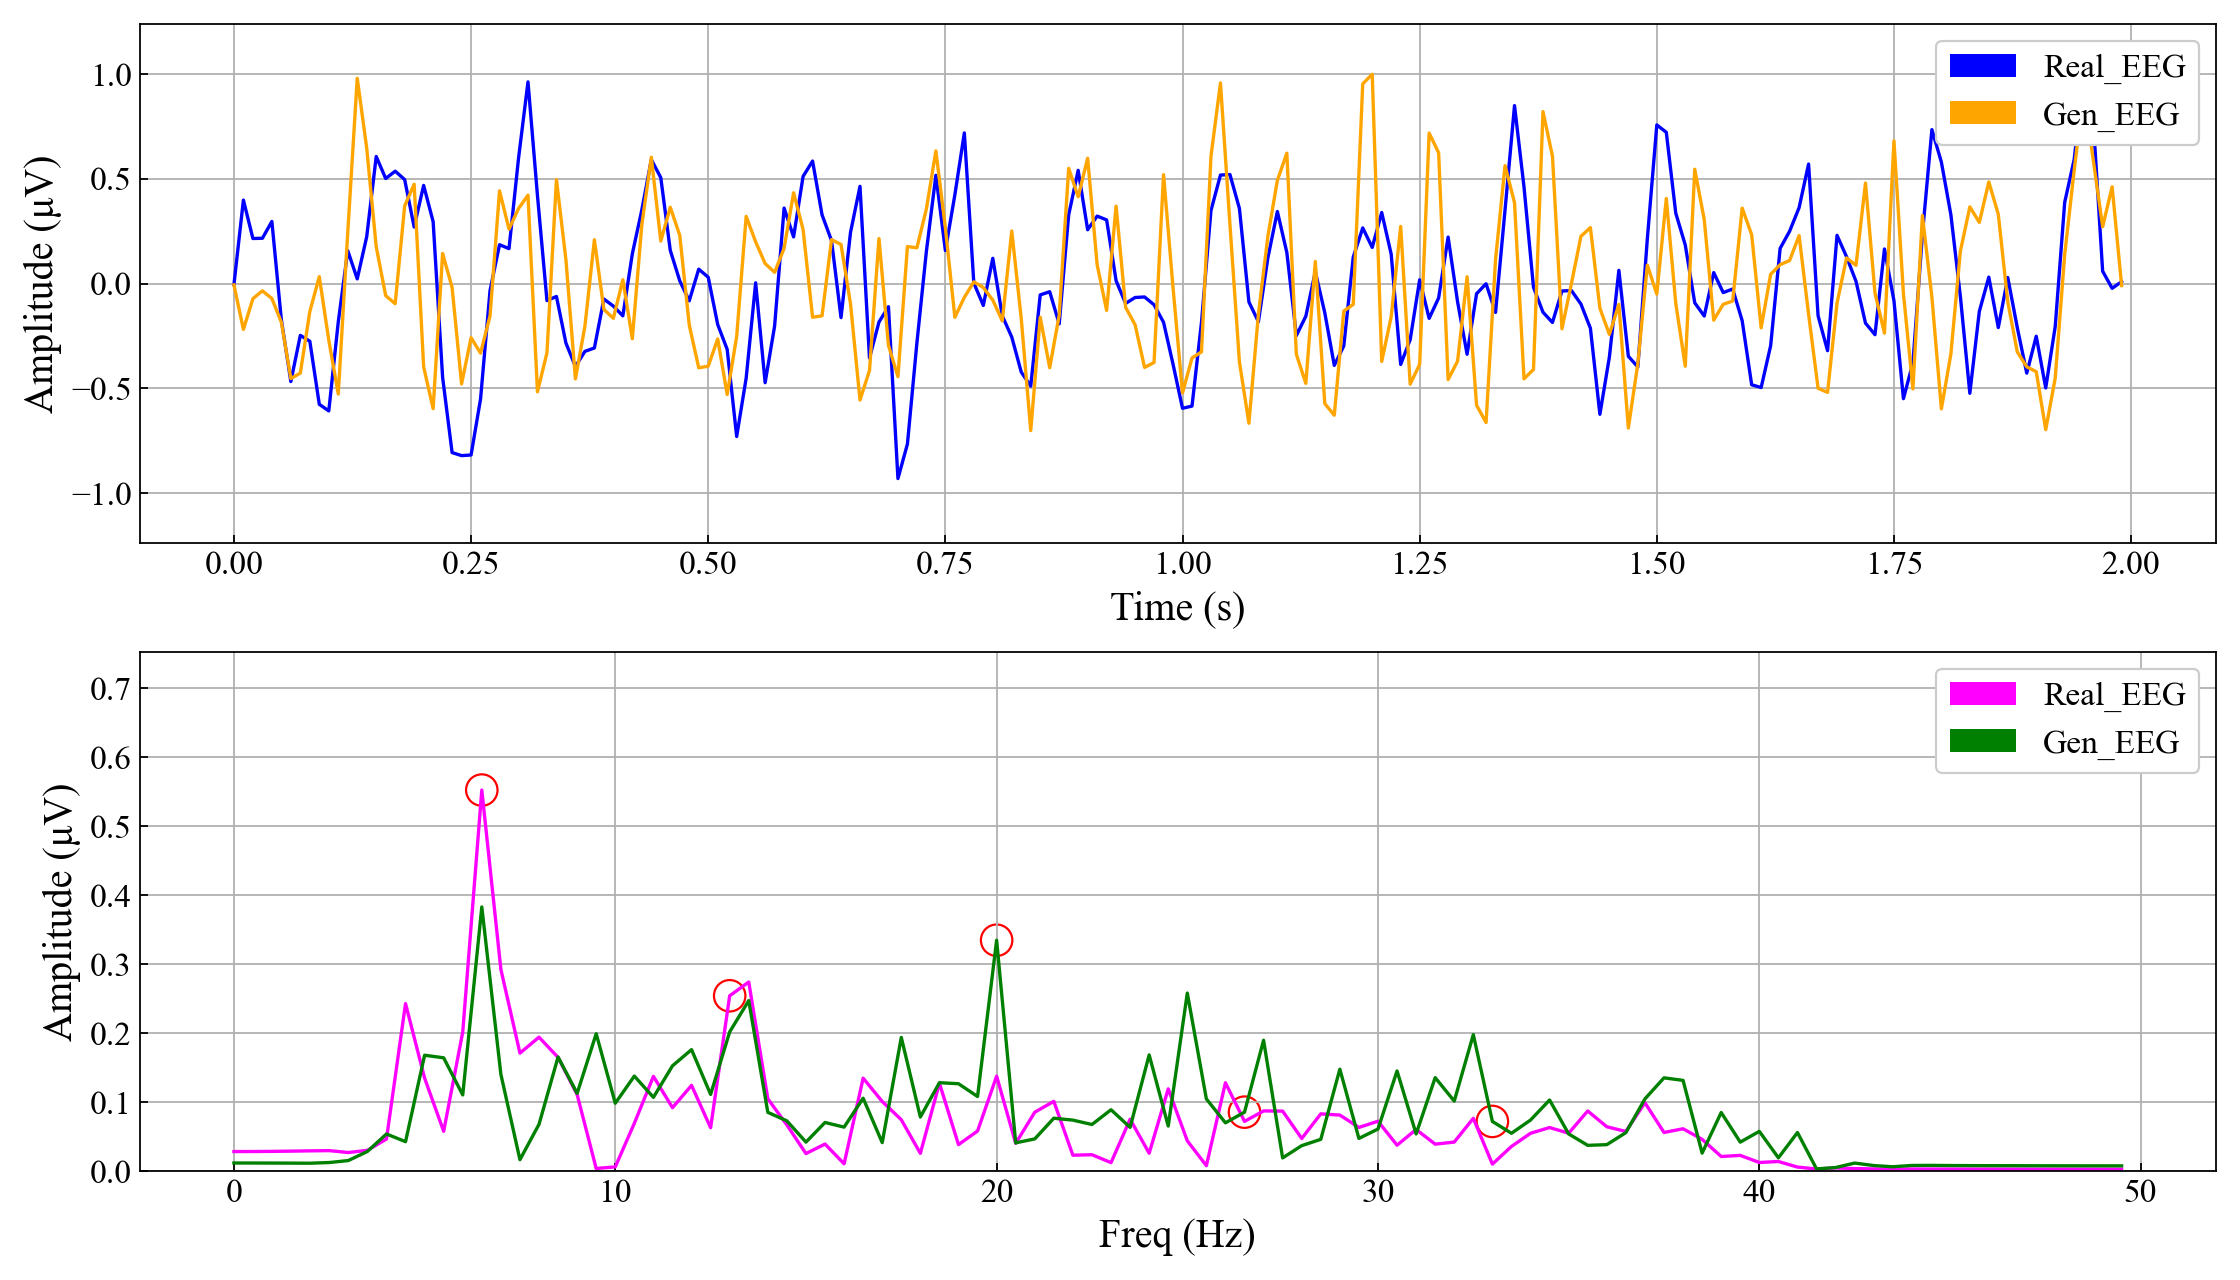 Amplitude (μV)
1.0
0.5
0.0
−0.5
−1.0
Real_EEG
Gen_EEG
0.00 0.25 0.50 0.75 1.00 1.25 1.50 1.75 2.00
Time (s)
Amplitude (μV)
0.7
0.6
0.5
0.4
0.3
0.2
0.1
0.0
Real_EEG
Gen_EEG
0 10 20 30 40 50
Freq (Hz)